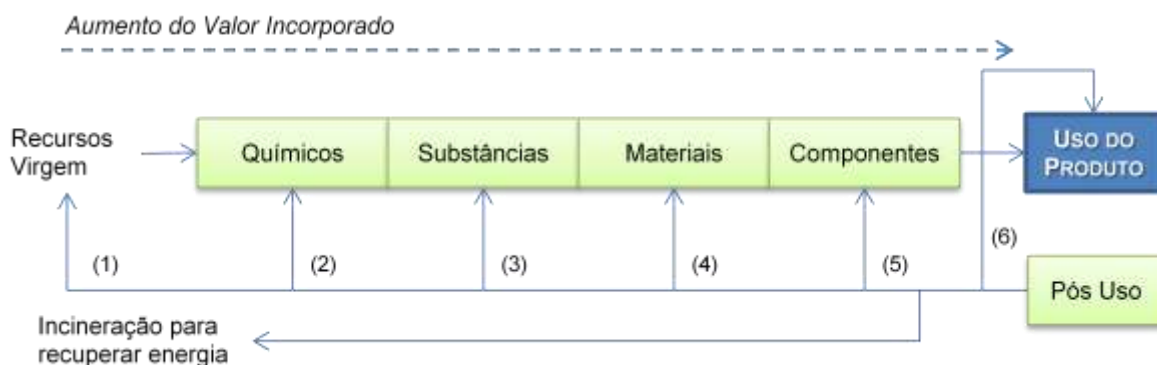 Aumento do Valor Incorporado
Recursos
Virgem
Químicos
Substâncias
Materiais
Componentes
USO DO
PRODUTO
(1)
(2)
(3)
(4)
(5)
(6)
Pós Uso
Incineração para
recuperar energia